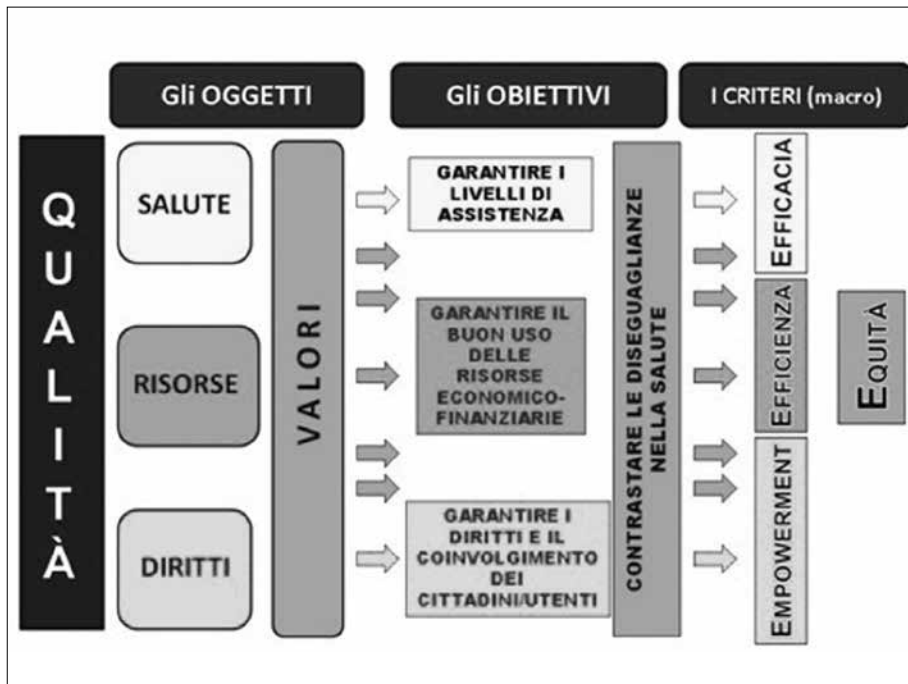 Gli OGGETTI
Gli OBIETTIVI
I CRITERI (macro)
QUALITÀ
SALUTE
RISORSE
DIRITTI
VALORI
GARANTIRE I
LIVELLI DI
ASSISTENZA
GARANTIRE IL
BUON USO
DELLE
RISORSE
ECONOMICO-
FINANZIARIE
GARANTIRE I
DIRITTI E IL
COINVOLGIMENTO
DEI
CITTADINI/UTENTI
CONTRASTARE LE DISEGUAGLIANZE
NELLA SALUTE
EFFICACIA
EFFICIENZA
EMPOWERMENT
EQUITÀ